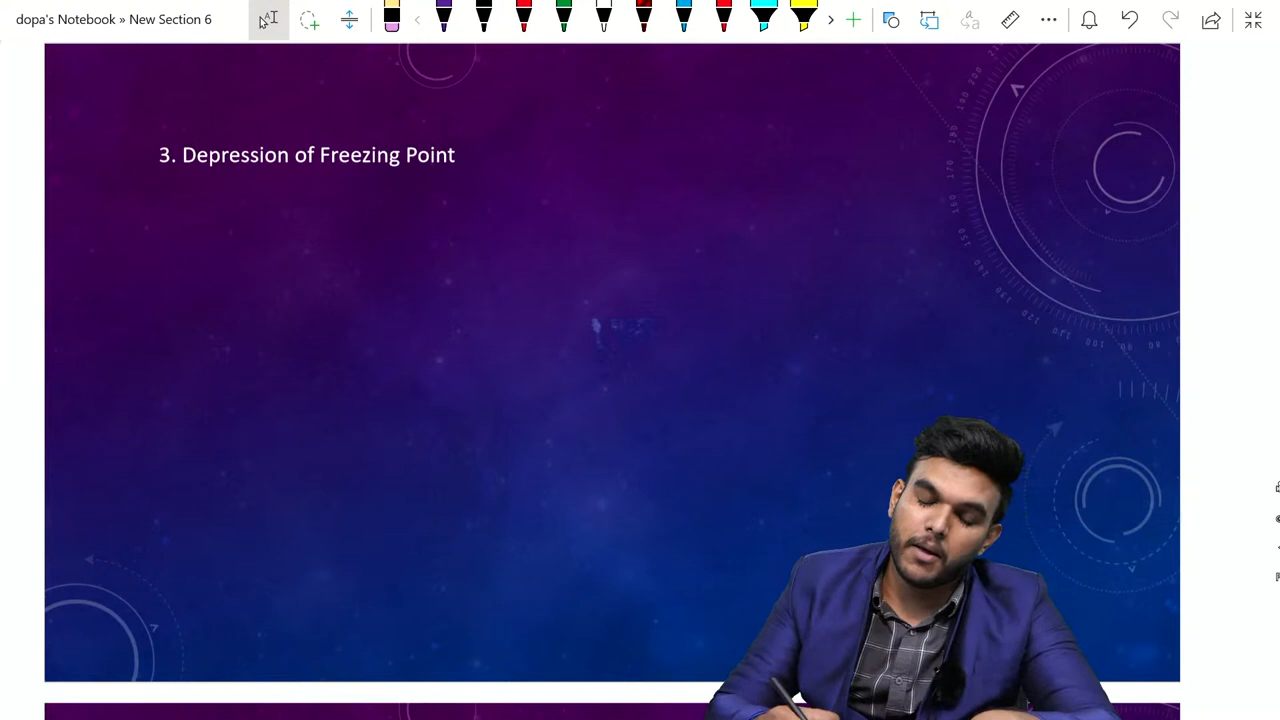 dopa's Notebook » New Section 6
3. Depression of Freezing Point